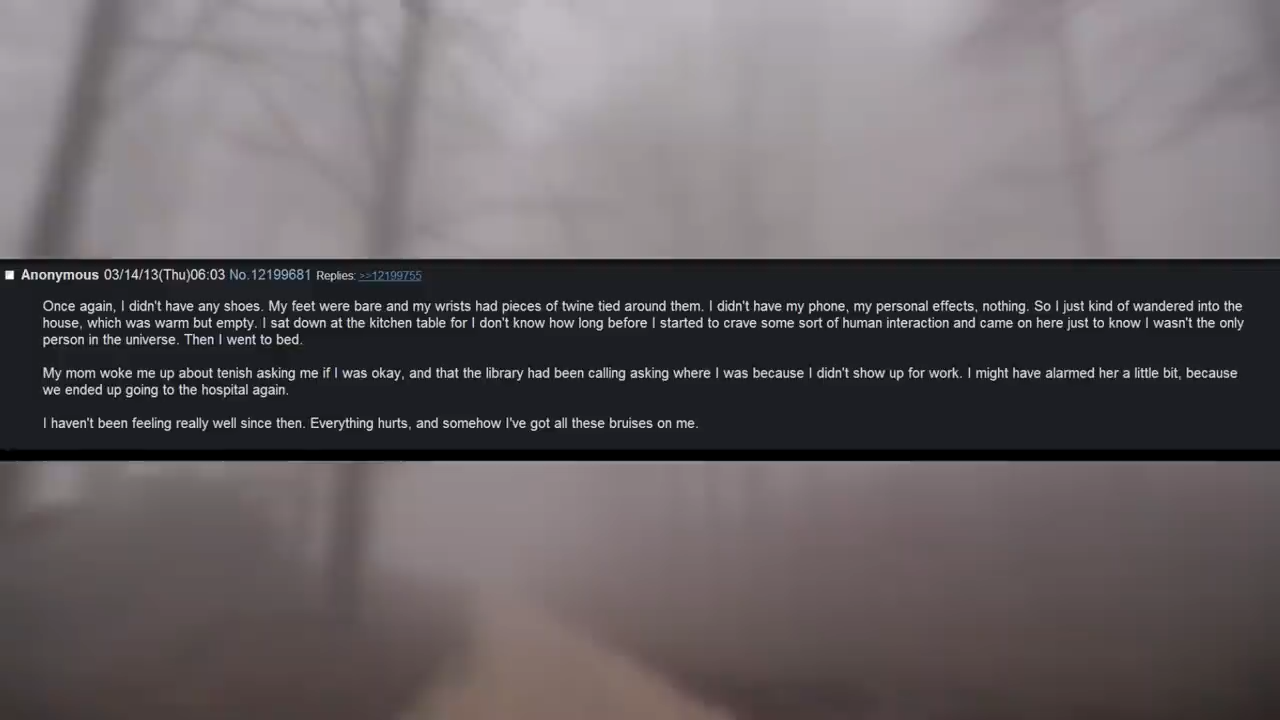 Anonymous 03/14/13(Thu)06:03 No.12199681 Replies: >>12199755
Once again, I didn't have any shoes. My feet were bare and my wrists had pieces of twine tied around them. I didn't have my phone, my personal effects, nothing. So I just kind of wandered into the
house, which was warm but empty. I sat down at the kitchen table for I don't know how long before I started to crave some sort of human interaction and came on here just to know I wasn't the only
person in the universe. Then I went to bed.
My mom woke me up about tenish asking me if I was okay, and that the library had been calling asking where I was because I didn't show up for work. I might have alarmed her a little bit, because
we ended up going to the hospital again.
I haven't been feeling really well since then. Everything hurts, and somehow I've got all these bruises on me.